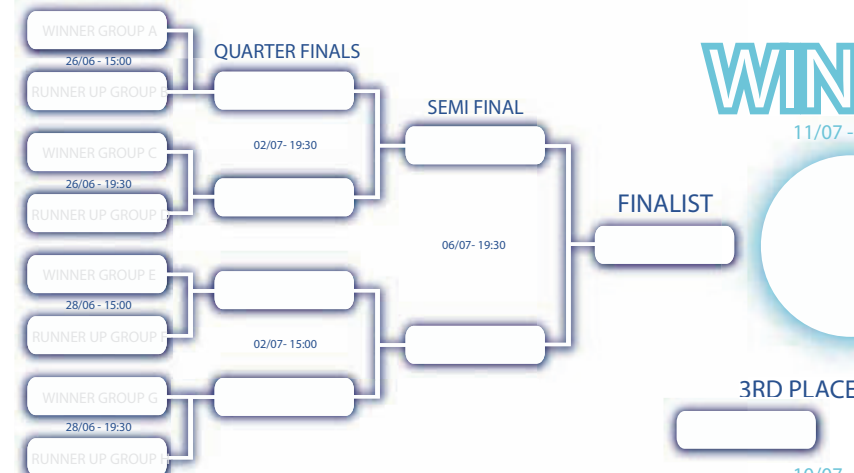 WINNER GROUP A
26/06 - 15:00
RUNNER UP GROUP B
WINNER GROUP C
26/06 - 19:30
RUNNER UP GROUP D
WINNER GROUP E
28/06 - 15:00
RUNNER UP GROUP F
WINNER GROUP G
28/06 - 19:30
RUNNER UP GROUP H
QUARTER FINALS
02/07- 19:30
02/07- 15:00
SEMI FINAL
06/07- 19:30
FINALIST
WIN
11/07 -
3RD PLACE
10/07